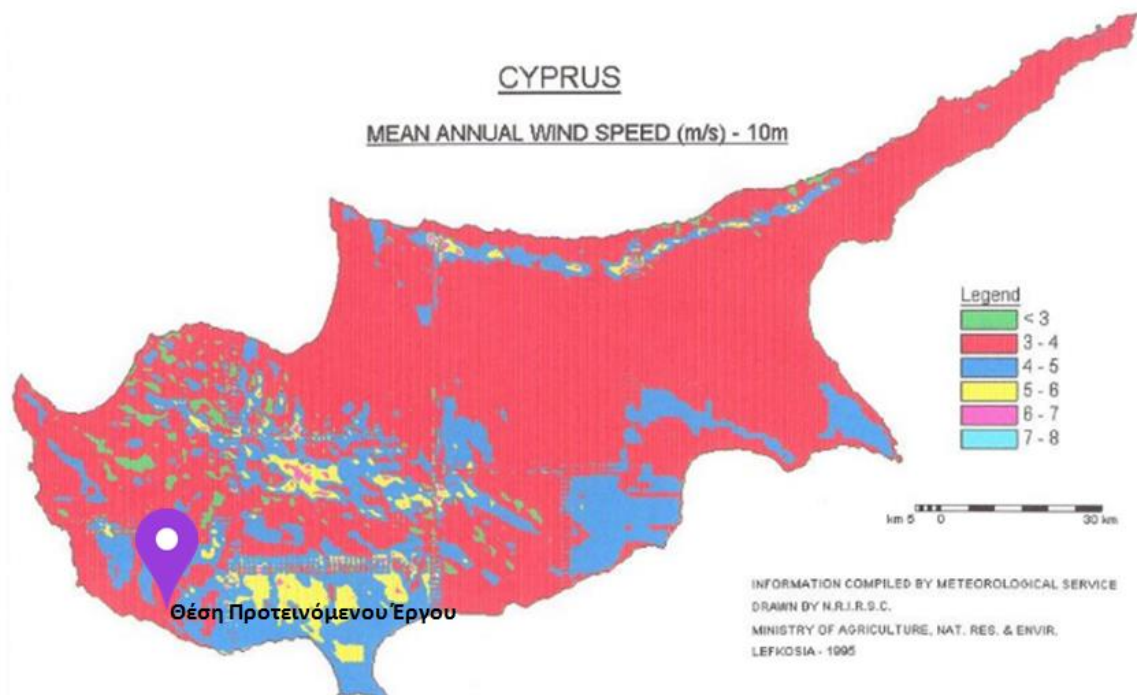 CYPRUS
MEAN ANNUAL WIND SPEED (m/s) - 10m
Legend
< 3
3 - 4
4 - 5
5 - 6
6 - 7
7 - 8
km 5 0 30 km
Θέση Προτεινόμενου Έργου
INFORMATION COMPILED BY METEOROLOGICAL SERVICE
DRAWN BY N.R.I.R.S.C.
MINISTRY OF AGRICULTURE, NAT. RES. & ENVIR.
LEFKOSIA - 1995